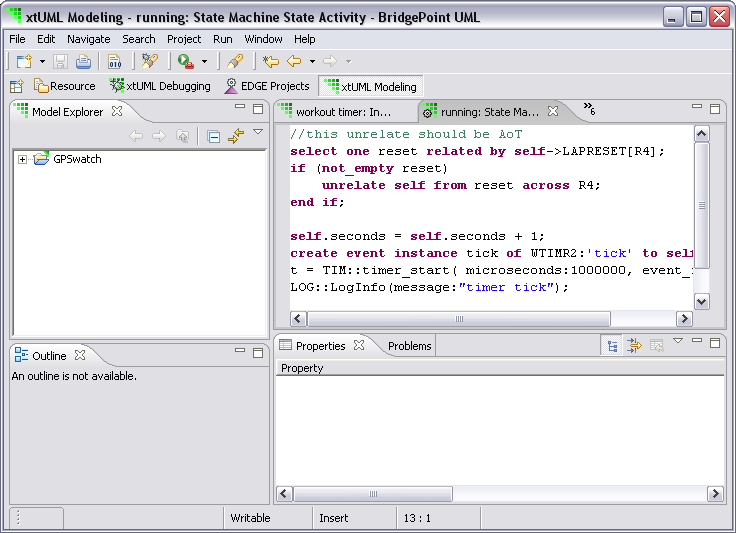 xtUML Modeling - running: State Machine State Activity - BridgePoint UML
File Edit Navigate Search Project Run Window Help
010
Resource xtUML Debugging EDGE Projects xtUML Modeling
Model Explorer
GPSwatch
workout timer: In... running: State Ma... »6
//this unrelate should be AoT
select one reset related by self->LAPRESET[R4];
if (not_empty reset)
unrelate self from reset across R4;
end if;
self.seconds = self.seconds + 1;
create event instance tick of WTIMR2:'tick' to self
t = TIM::timer_start( microseconds:1000000,
LOG::LogInfo(message:"timer tick");
Outline
An outline is not available.
Properties Problems
Property
Writable Insert 13 : 1